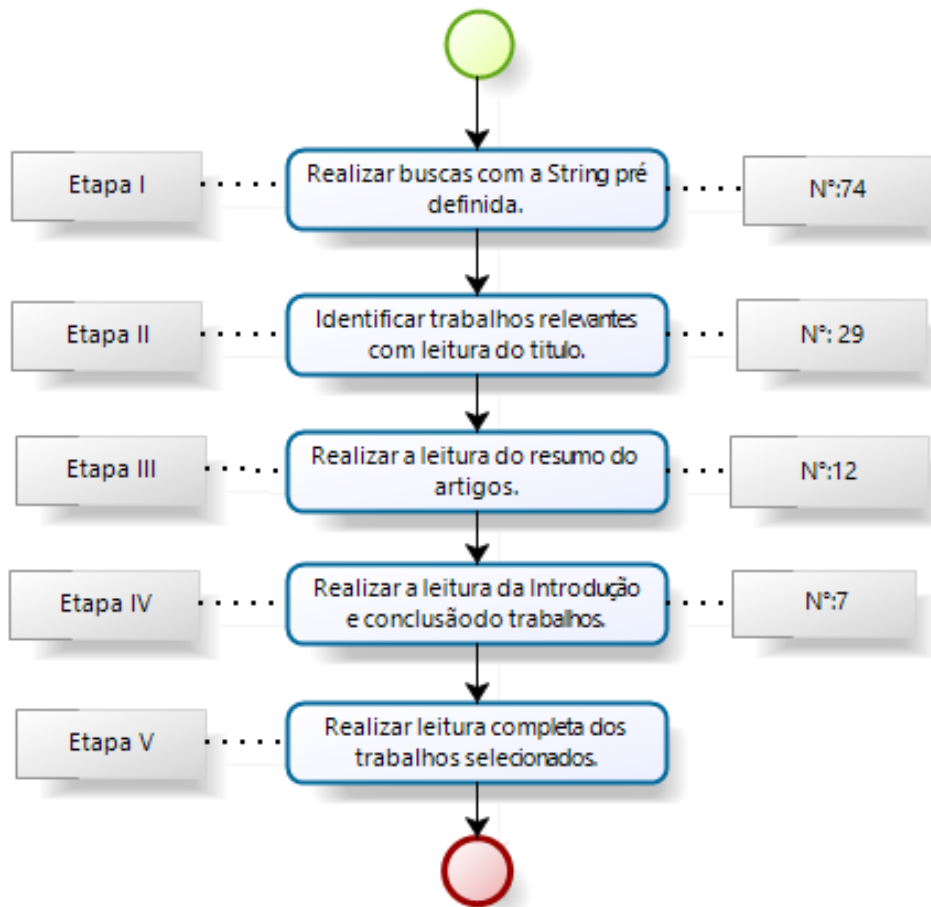 Etapa I
Realizar buscas com a String pré
definida.
N°:74
Etapa II
Identificar trabalhos relevantes
com leitura do titulo.
N°: 29
Etapa III
Realizar a leitura do resumo do
artigos.
N°:12
Etapa IV
Realizar a leitura da Introdução
e conclusão do trabalhos.
N°:7
Etapa V
Realizar leitura completa dos
trabalhos selecionados.